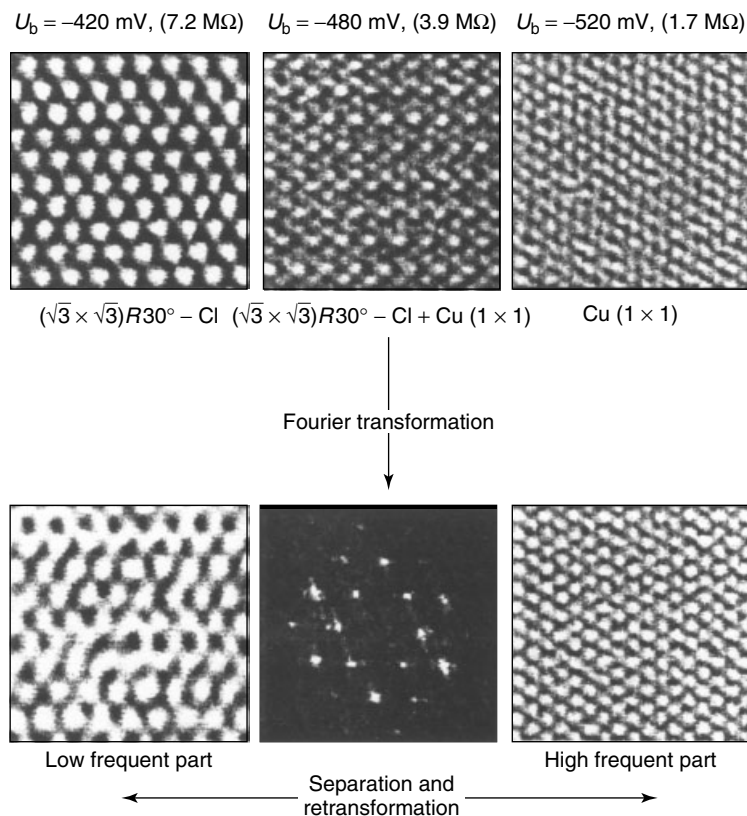 U_b = −420 mV, (7.2 MΩ) U_b = −480 mV, (3.9 MΩ) U_b = −520 mV, (1.7 MΩ)
(√3 × √3)R30° – Cl (√3 × √3)R30° – Cl + Cu (1 × 1) Cu (1 × 1)
Fourier transformation
Low frequent part High frequent part
Separation and
retransformation